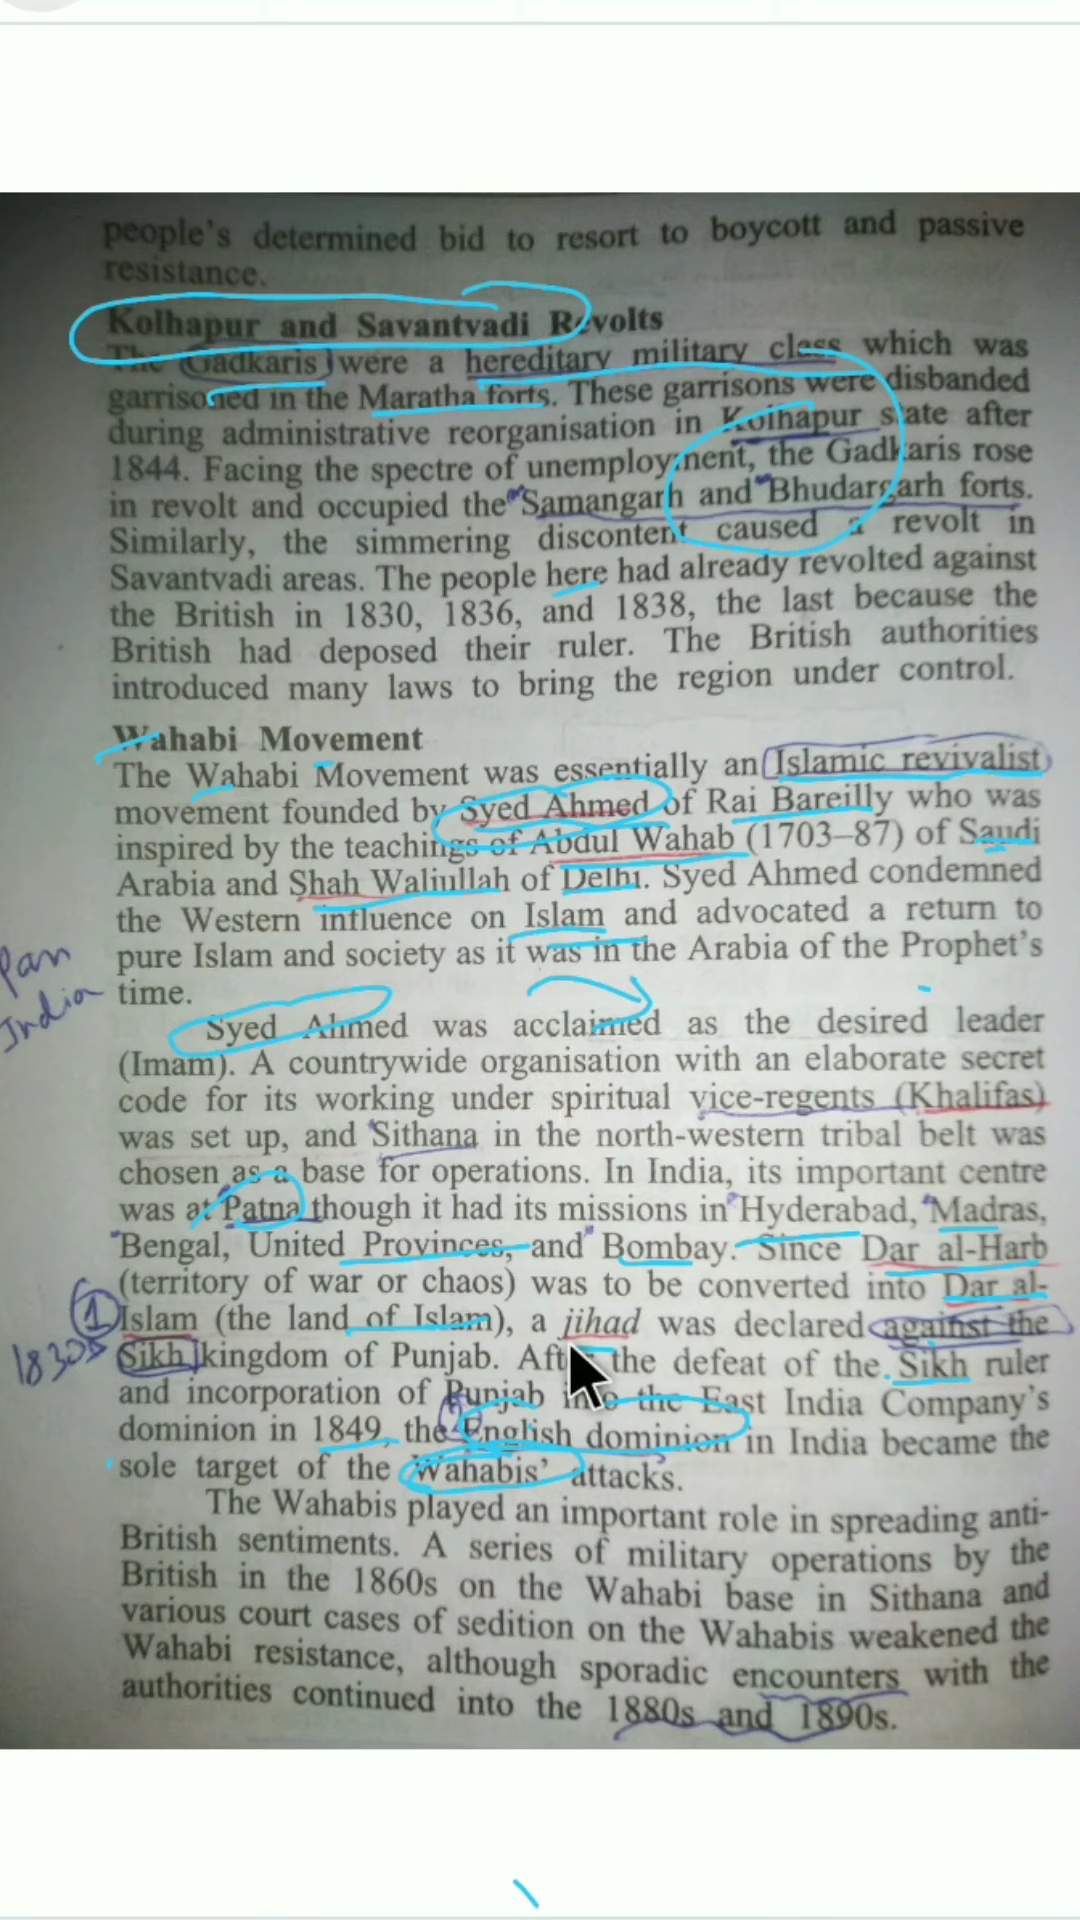 people's determined bid to resort to boycott and passive
resistance.
Kolhapur and Savantvadi Revolts
The Gadkaris were a hereditary military class which was
garrisoned in the Maratha forts. These garrisons were disbanded
during administrative reorganisation in Kolhapur state after
1844. Facing the spectre of unemployment, the Gadkaris rose
in revolt and occupied the Samangarh and Bhudargarh forts.
Similarly, the simmering discontent caused a revolt in
Savantvadi areas. The people here had already revolted against
the British in 1830, 1836, and 1838, the last because the
British had deposed their ruler. The British authorities
introduced many laws to bring the region under control.
Wahabi Movement
The Wahabi Movement was essentially an Islamic revivalist
movement founded by Syed Ahmed of Rai Bareilly who was
inspired by the teachings of Abdul Wahab (1703–87) of Saudi
Arabia and Shah Waliullah of Delhi. Syed Ahmed condemned
the Western influence on Islam and advocated a return to
pure Islam and society as it was in the Arabia of the Prophet's
time.
Pan
India
Syed Ahmed was acclaimed as the desired leader
(Imam). A countrywide organisation with an elaborate secret
code for its working under spiritual vice-regents (Khalifas)
was set up, and Sithana in the north-western tribal belt was
chosen as a base for operations. In India, its important centre
was at Patna though it had its missions in Hyderabad, Madras,
Bengal, United Provinces, and Bombay. Since Dar al-Harb
(territory of war or chaos) was to be converted into Dar al-
1 Islam (the land of Islam), a jihad was declared against the
1830s Sikh kingdom of Punjab. After the defeat of the Sikh ruler
and incorporation of Punjab into the East India Company's
dominion in 1849, the English dominion in India became the
sole target of the Wahabis' attacks.
The Wahabis played an important role in spreading anti-
British sentiments. A series of military operations by the
British in the 1860s on the Wahabi base in Sithana and
various court cases of sedition on the Wahabis weakened the
Wahabi resistance, although sporadic encounters with the
authorities continued into the 1880s and 1890s.